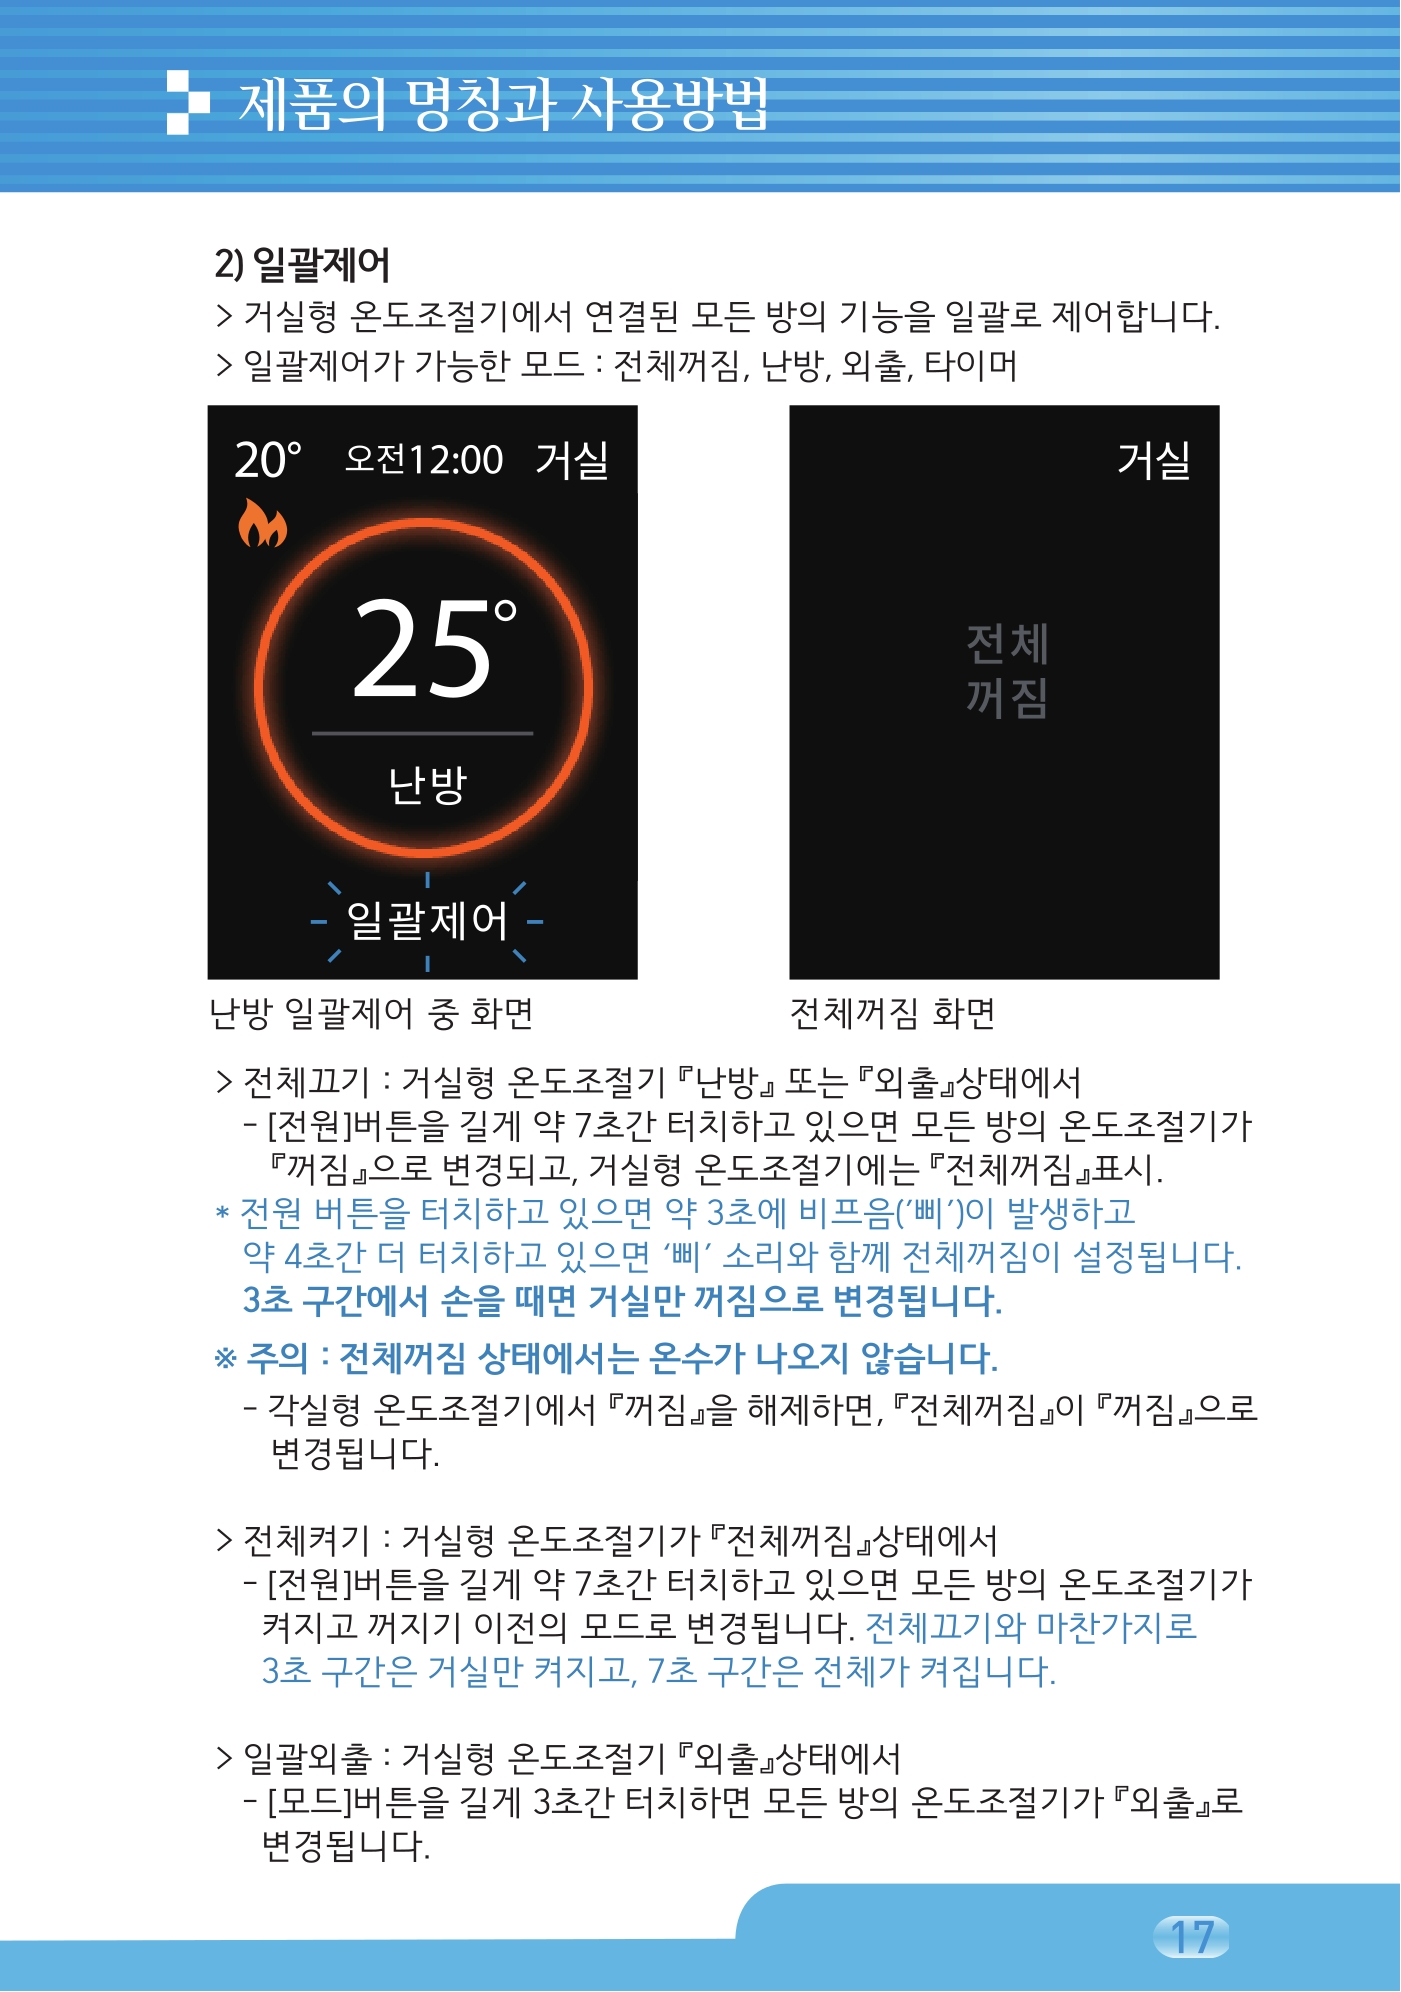 제품의 명칭과 사용방법
2) 일괄제어
> 거실형 온도조절기에서 연결된 모든 방의 기능을 일괄로 제어합니다.
> 일괄제어가 가능한 모드 : 전체꺼짐, 난방, 외출, 타이머
20° 오전12:00 거실
25°
난방
일괄제어
거실
전체
꺼짐
난방 일괄제어 중 화면
전체꺼짐 화면
> 전체끄기 : 거실형 온도조절기『난방』또는『외출』상태에서
- [전원]버튼을 길게 약 7초간 터치하고 있으면 모든 방의 온도조절기가
『꺼짐』으로 변경되고, 거실형 온도조절기에는『전체꺼짐』표시.
* 전원 버튼을 터치하고 있으면 약 3초에 비프음(‘삐’)이 발생하고
약 4초간 더 터치하고 있으면 ‘삐’ 소리와 함께 전체꺼짐이 설정됩니다.
3초 구간에서 손을 때면 거실만 꺼짐으로 변경됩니다.
※ 주의 : 전체꺼짐 상태에서는 온수가 나오지 않습니다.
- 각실형 온도조절기에서『꺼짐』을 해제하면,『전체꺼짐』이『꺼짐』으로
변경됩니다.
> 전체켜기 : 거실형 온도조절기가『전체꺼짐』상태에서
- [전원]버튼을 길게 약 7초간 터치하고 있으면 모든 방의 온도조절기가
켜지고 꺼지기 이전의 모드로 변경됩니다. 전체끄기와 마찬가지로
3초 구간은 거실만 켜지고, 7초 구간은 전체가 켜집니다.
> 일괄외출 : 거실형 온도조절기『외출』상태에서
- [모드]버튼을 길게 3초간 터치하면 모든 방의 온도조절기가『외출』로
변경됩니다.
17